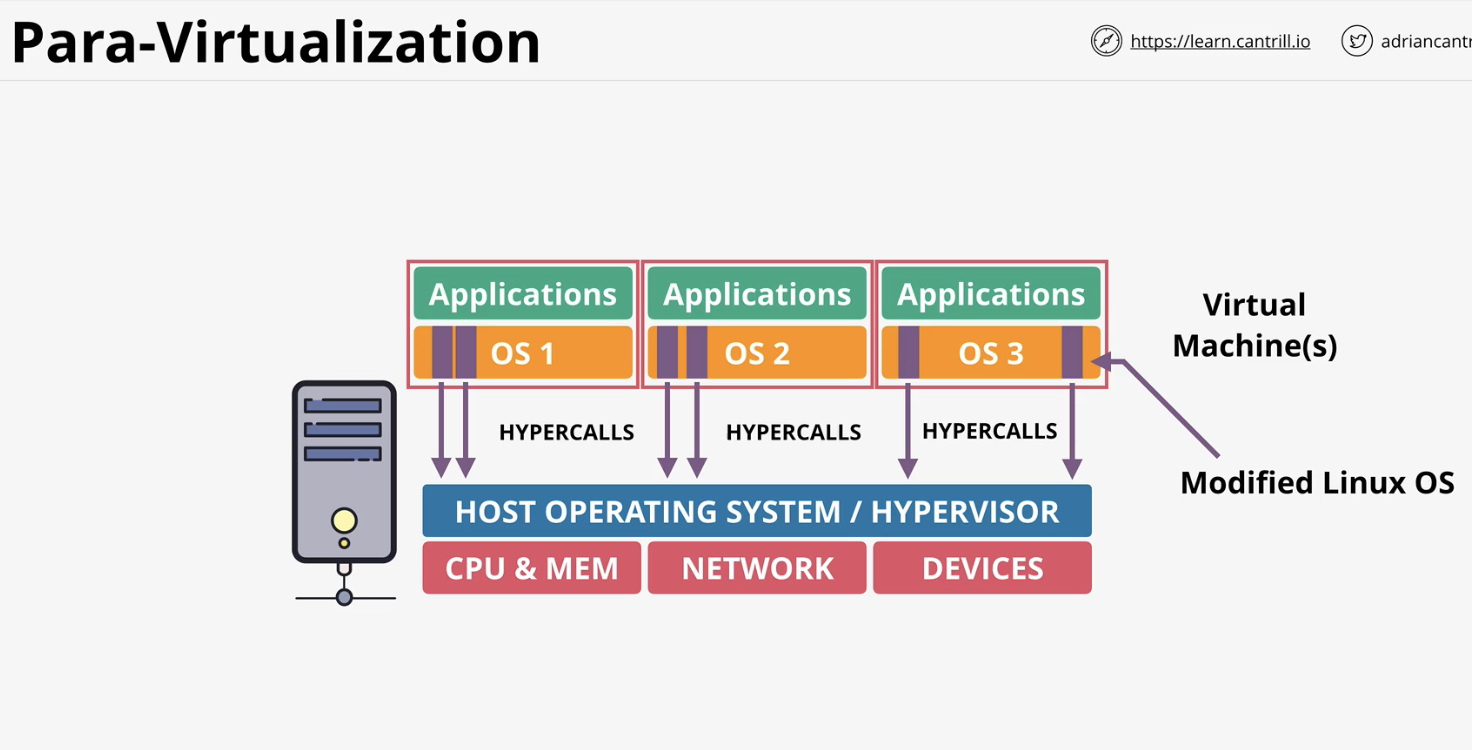 Para-Virtualization
https://learn.cantrill.io
adriancantr
Applications
Applications
Applications
OS 1
OS 2
OS 3
Virtual
Machine(s)
HYPERCALLS
HYPERCALLS
HYPERCALLS
Modified Linux OS
HOST OPERATING SYSTEM / HYPERVISOR
CPU & MEM
NETWORK
DEVICES